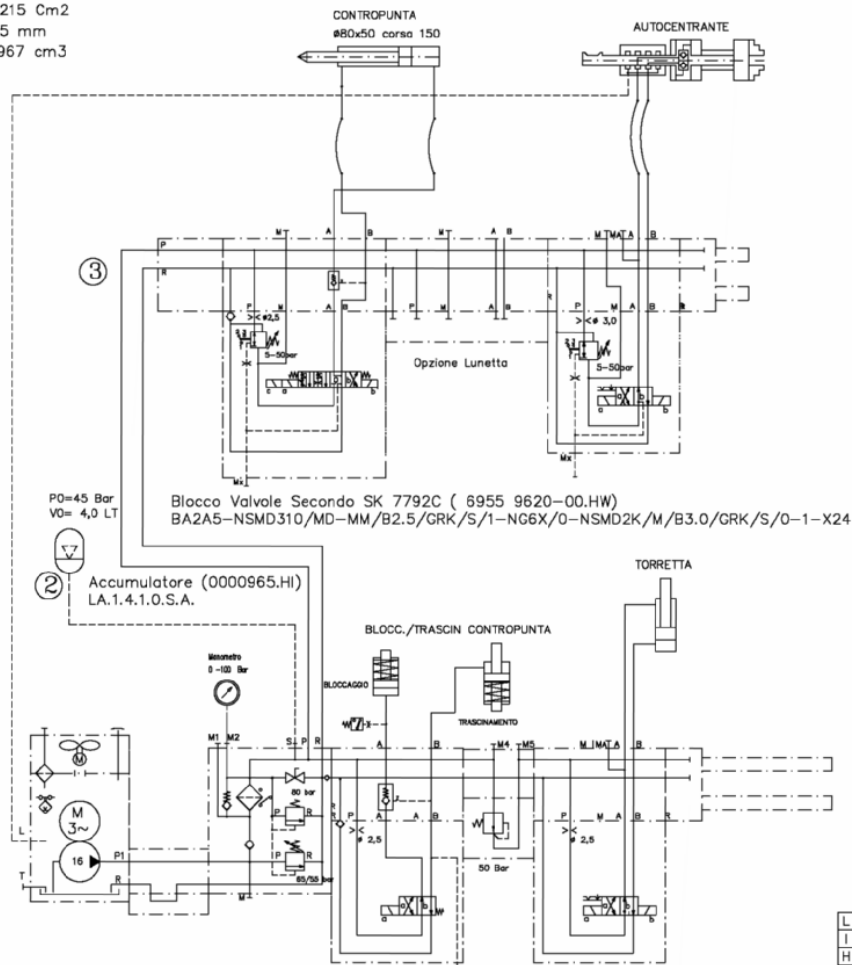 215 Cm2
5 mm
967 cm3
CONTROPUNTA
ø80x50 corsa 150
AUTOCENTRANTE
M
A
B
M
A
B
M
MA
A
B
P
R
3
P
ø2,5
M
A
B
P
M
R
P
ø 3,0
M
A
B
R
5-50bar
Opzione Lunetta
5-50bar
c
a
b
b
a
b
b
Mx
Mx
P0=45 Bar
V0= 4,0 LT
Blocco Valvole Secondo SK 7792C ( 6955 9620-00.HW)
BA2A5-NSMD310/MD-MM/B2.5/GRK/S/1-NG6X/0-NSMD2K/M/B3.0/GRK/S/0-1-X24
2
Accumulatore (0000965.HI)
LA.1.4.1.0.S.A.
TORRETTA
BLOCC./TRASCIN CONTROPUNTA
Manometro
0 -100 Bar
BLOCCAGGIO
TRASCINAMENTO
M1
M2
S
P
R
A
B
M4
M5
M
MA
A
B
M
80 bar
M
3~
P
R
R
P
A
A
B
P
M
A
B
R
ø 2,5
ø 2,5
L
16
P1
P
R
50 Bar
T
R
65/55 bar
M
a
b
a
b
L
I
H